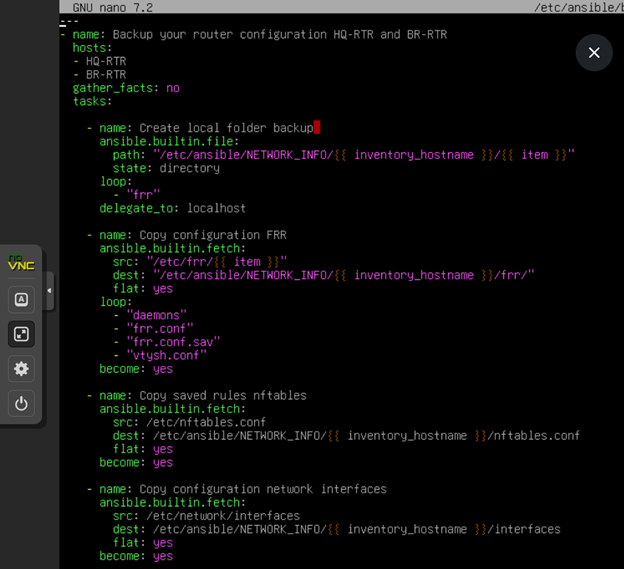 GNU nano 7.2 /etc/ansible/b
---
- name: Backup your router configuration HQ-RTR and BR-RTR
  hosts:
  - HQ-RTR
  - BR-RTR
  gather_facts: no
  tasks:
    - name: Create local folder backup
      ansible.builtin.file:
        path: "/etc/ansible/NETWORK_INFO/{{ inventory_hostname }}/{{ item }}"
        state: directory
      loop:
        - "frr"
      delegate_to: localhost
    - name: Copy configuration FRR
      ansible.builtin.fetch:
        src: "/etc/frr/{{ item }}"
        dest: "/etc/ansible/NETWORK_INFO/{{ inventory_hostname }}/frr/"
        flat: yes
      loop:
        - "daemons"
        - "frr.conf"
        - "frr.conf.sav"
        - "vtysh.conf"
      become: yes
    - name: Copy saved rules nftables
      ansible.builtin.fetch:
        src: /etc/nftables.conf
        dest: /etc/ansible/NETWORK_INFO/{{ inventory_hostname }}/nftables.conf
        flat: yes
      become: yes
    - name: Copy configuration network interfaces
      ansible.builtin.fetch:
        src: /etc/network/interfaces
        dest: /etc/ansible/NETWORK_INFO/{{ inventory_hostname }}/interfaces
        flat: yes
      become: yes
no
VNC
A